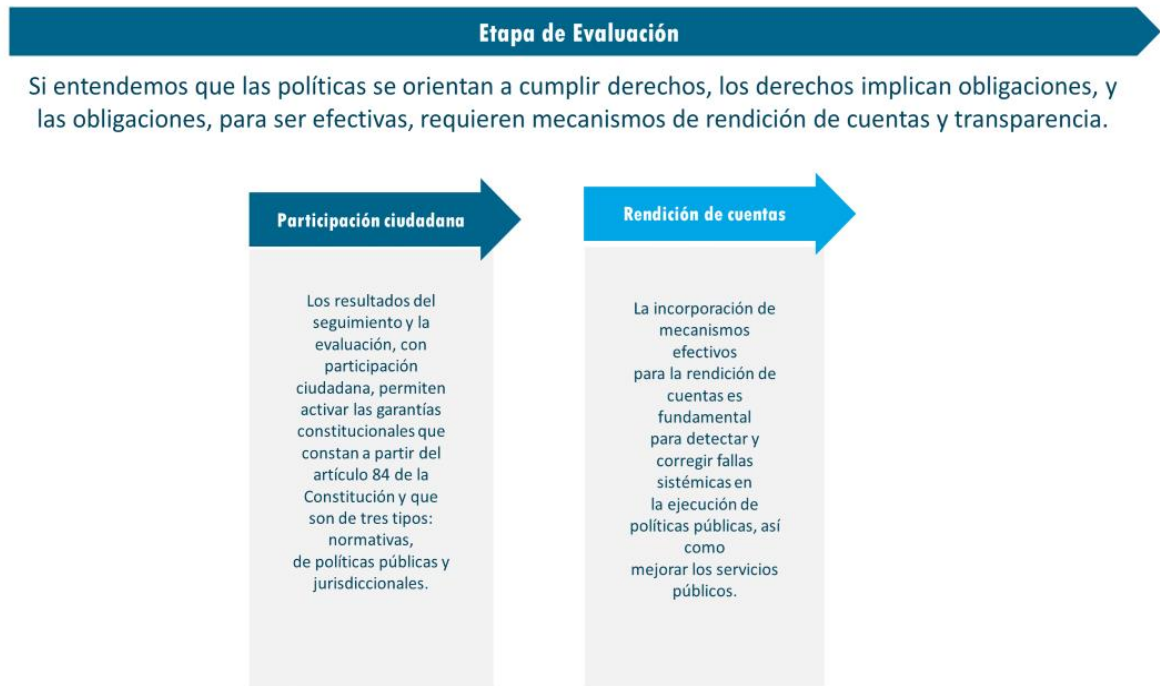 Etapa de Evaluación
Si entendemos que las políticas se orientan a cumplir derechos, los derechos implican obligaciones, y
las obligaciones, para ser efectivas, requieren mecanismos de rendición de cuentas y transparencia.
Participación ciudadana
Los resultados del
seguimiento y la
evaluación, con
participación
ciudadana, permiten
activar las garantías
constitucionales que
constan a partir del
artículo 84 de la
Constitución y que
son de tres tipos:
normativas,
de políticas públicas y
jurisdiccionales.
Rendición de cuentas
La incorporación de
mecanismos
efectivos
para la rendición de
cuentas es
fundamental
para detectar y
corregir fallas
sistémicas en
la ejecución de
políticas públicas, así
como
mejorar los servicios
públicos.